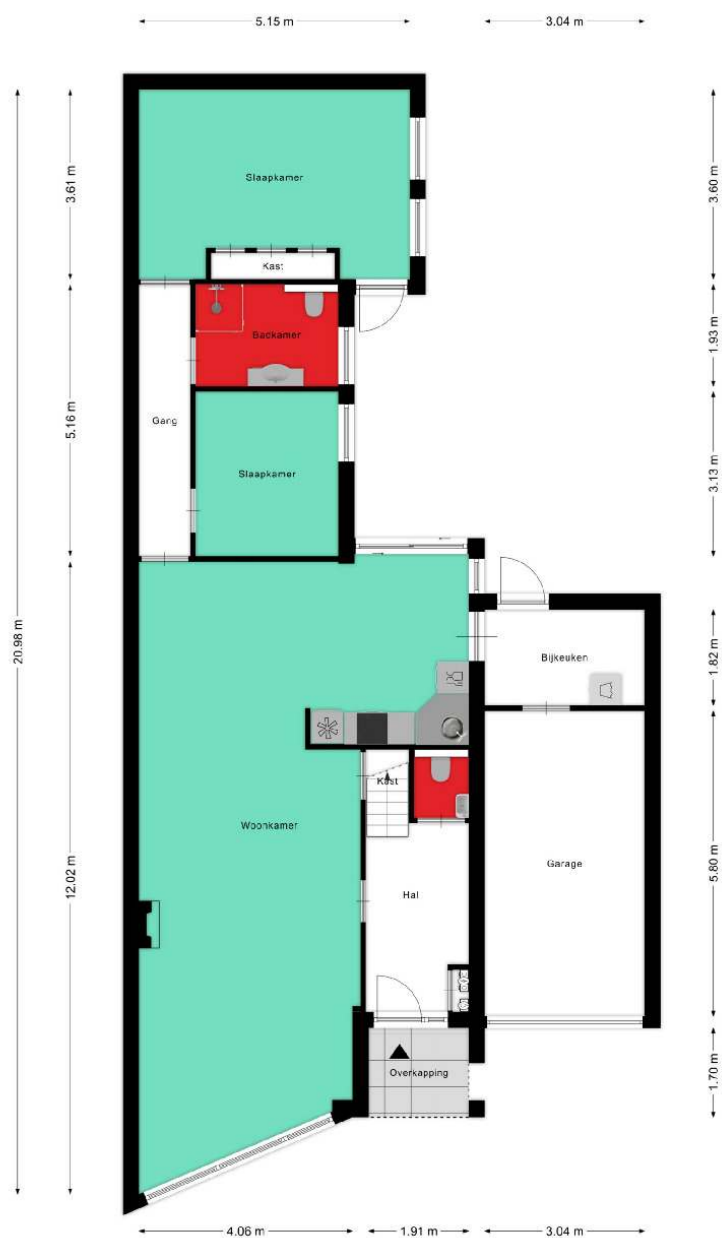 5.15 m
3.04 m
3.61 m
3.60 m
Slaapkamer
Kast
Badkamer
1.93 m
5.16 m
Gang
Slaapkamer
3.13 m
20.98 m
Bijkeuken
1.82 m
Kast
Woonkamer
12.02 m
Garage
5.80 m
Hal
Overkapping
1.70 m
4.06 m
1.91 m
3.04 m